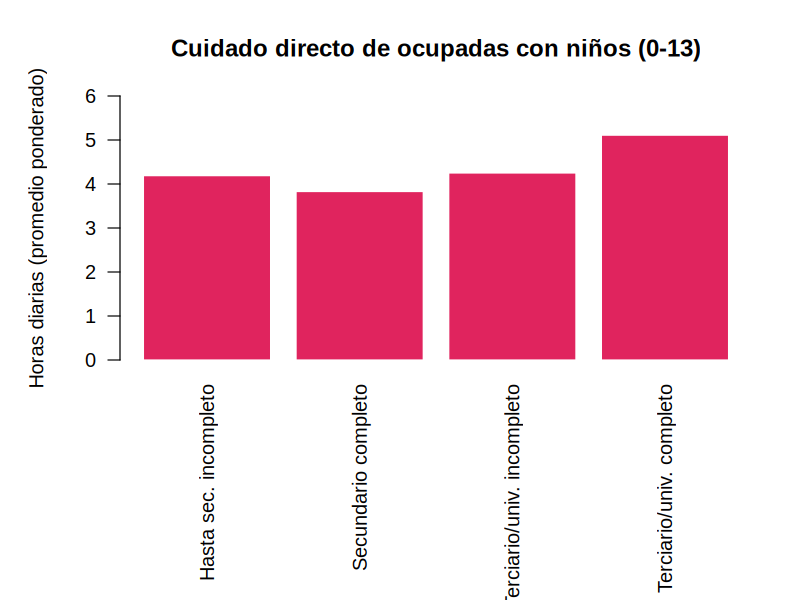 Cuidado directo de ocupadas con niños (0-13)
Horas diarias (promedio ponderado)
6
5
4
3
2
1
0
Hasta sec. incompleto
Secundario completo
Terciario/univ. incompleto
Terciario/univ. completo